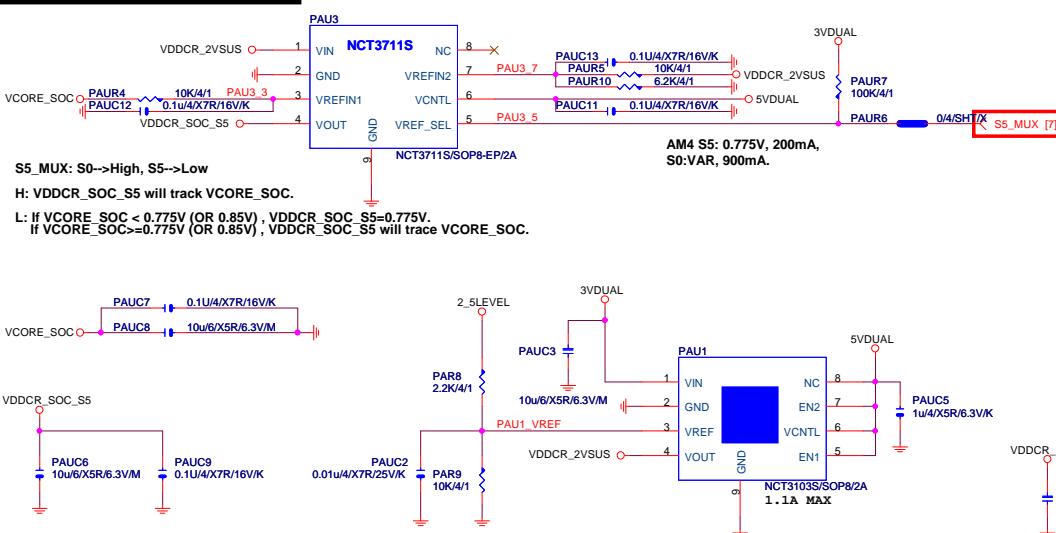 PAU3
NCT3711S
VDDCR_2VSUS
1
VIN
NC
8
2
GND
VREFIN2
7
PAU3_7
PAUC13
0.1U/4/X7R/16V/K
PAUR5
10K/4/1
PAUR10
6.2K/4/1
VDDCR_2VSUS
3VDUAL
PAUR7
100K/4/1
VCORE_SOC
PAUR4
10K/4/1
PAU3_3
3
VREFIN1
VCNTL
6
5VDUAL
PAUC12
0.1u/4/X7R/16V/K
PAUC11
0.1U/4/X7R/16V/K
VDDCR_SOC_S5
4
VOUT
VREF_SEL
5
PAU3_5
PAUR6
0/4/SHT/X
S5_MUX [7]
GND
9
NCT3711S/SOP8-EP/2A
AM4 S5: 0.775V, 200mA,
S0:VAR, 900mA.
S5_MUX: S0-->High, S5-->Low
H: VDDCR_SOC_S5 will track VCORE_SOC.
L: If VCORE_SOC < 0.775V (OR 0.85V) , VDDCR_SOC_S5=0.775V.
If VCORE_SOC>=0.775V (OR 0.85V) , VDDCR_SOC_S5 will trace VCORE_SOC.
PAUC7
0.1U/4/X7R/16V/K
VCORE_SOC
PAUC8
10u/6/X5R/6.3V/M
2_5LEVEL
3VDUAL
5VDUAL
PAUC3
10u/6/X5R/6.3V/M
PAU1
PAR8
2.2K/4/1
1
VIN
NC
8
2
GND
EN2
7
PAUC5
1u/4/X5R/6.3V/K
PAU1_VREF
3
VREF
VCNTL
6
VDDCR_2VSUS
4
VOUT
EN1
5
GND
9
NCT3103S/SOP8/2A
1.1A MAX
VDDCR_SOC_S5
PAUC6
10u/6/X5R/6.3V/M
PAUC9
0.1U/4/X7R/16V/K
PAUC2
0.01u/4/X7R/25V/K
PAR9
10K/4/1
VDDCR_